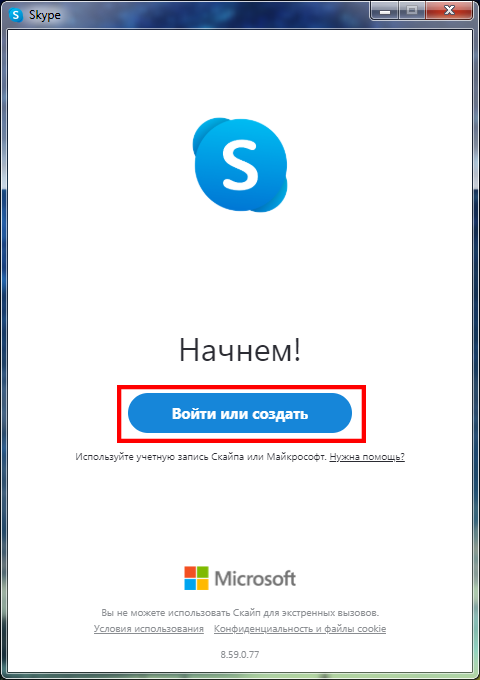 Skype
S
Начнем!
Войти или создать
Используйте учетную запись Скайпа или Майкрософт. Нужна помощь?
Microsoft
Вы не можете использовать Скайп для экстренных вызовов.
Условия использования Конфиденциальность и файлы cookie
8.59.0.77